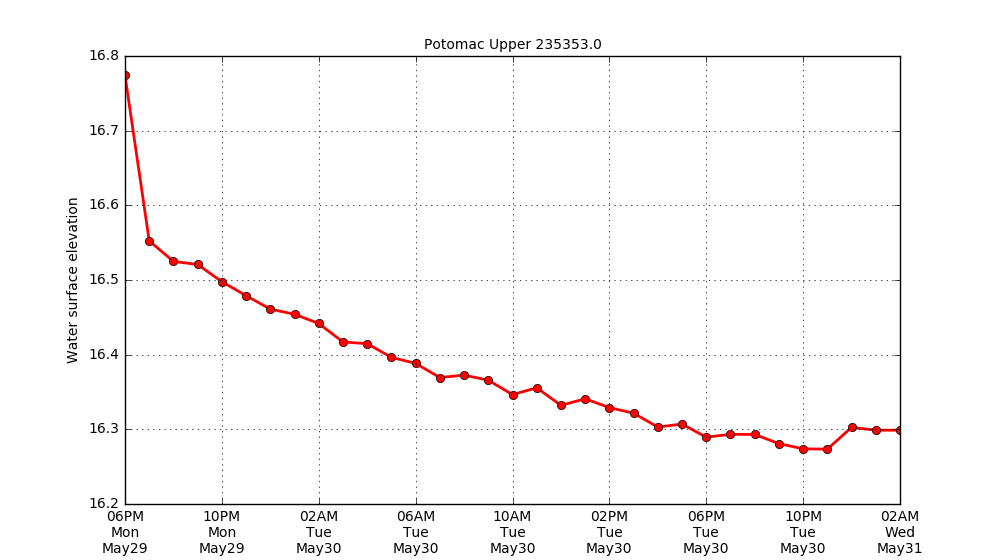 Potomac Upper 235353.0
16.8
16.7
16.6
16.5
16.4
16.3
16.2
Water surface elevation
06PM 10PM 02AM 06AM 10AM 02PM 06PM 10PM 02AM
Mon Mon Tue Tue Tue Tue Tue Tue Wed
May29 May29 May30 May30 May30 May30 May30 May30 May31